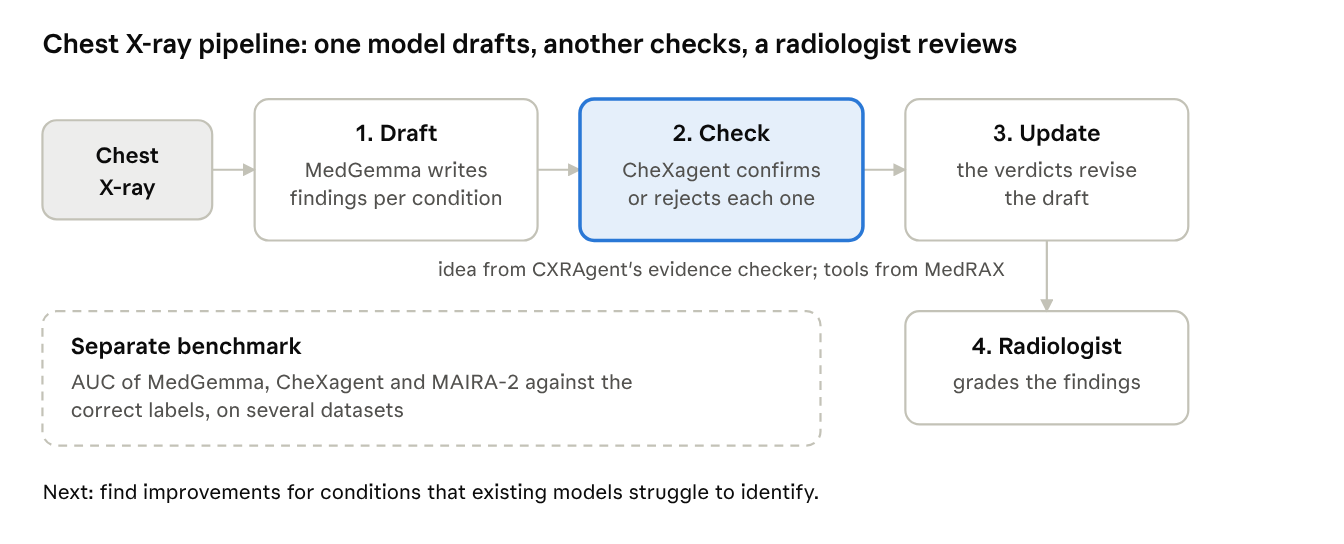 Chest X-ray pipeline: one model drafts, another checks, a radiologist reviews
Chest
X-ray
1. Draft
MedGemma writes
findings per condition
2. Check
CheXagent confirms
or rejects each one
3. Update
the verdicts revise
the draft
idea from CXRAgent's evidence checker; tools from MedRAX
Separate benchmark
AUC of MedGemma, CheXagent and MAIRA-2 against the
correct labels, on several datasets
4. Radiologist
grades the findings
Next: find improvements for conditions that existing models struggle to identify.